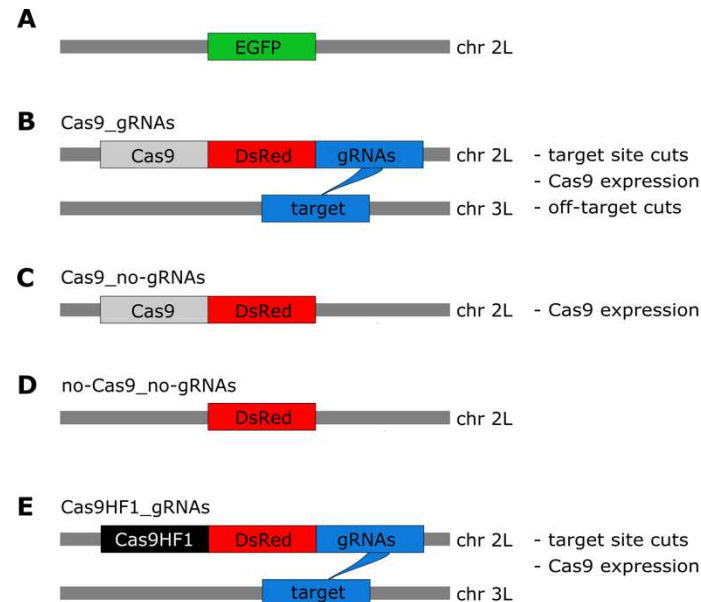 A
EGFP chr 2L
B
Cas9_gRNAs
Cas9 DsRed gRNAs chr 2L - target site cuts
- Cas9 expression
target chr 3L - off-target cuts
C
Cas9_no-gRNAs
Cas9 DsRed chr 2L - Cas9 expression
D
no-Cas9_no-gRNAs
DsRed chr 2L
E
Cas9HF1_gRNAs
Cas9HF1 DsRed gRNAs chr 2L - target site cuts
- Cas9 expression
target chr 3L